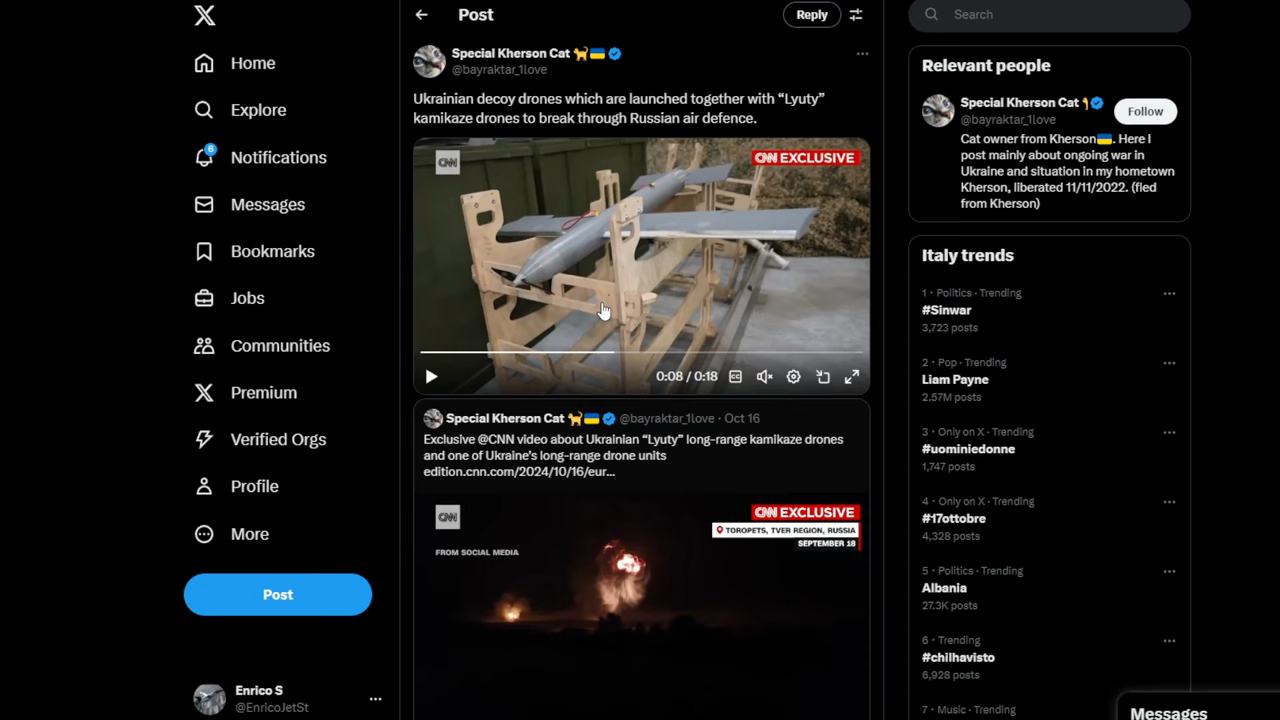 Home
Explore
6
Notifications
Messages
Bookmarks
Jobs
Communities
Premium
Verified Orgs
Profile
More
Post
Enrico S
@EnricoJetSt
Post
Reply
Special Kherson Cat
@bayraktar_1love
Ukrainian decoy drones which are launched together with “Lyuty”
kamikaze drones to break through Russian air defence.
CNN
CNN EXCLUSIVE
0:08 / 0:18
CC
Special Kherson Cat @bayraktar_1love · Oct 16
Exclusive @CNN video about Ukrainian “Lyuty” long-range kamikaze drones
and one of Ukraine’s long-range drone units
edition.cnn.com/2024/10/16/eur...
CNN
CNN EXCLUSIVE
TOROPETS, TVER REGION, RUSSIA
SEPTEMBER 18
FROM SOCIAL MEDIA
Search
Relevant people
Special Kherson Cat
@bayraktar_1love
Follow
Cat owner from Kherson. Here I
post mainly about ongoing war in
Ukraine and situation in my hometown
Kherson, liberated 11/11/2022. (fled
from Kherson)
Italy trends
1 · Politics · Trending
#Sinwar
3,723 posts
2 · Pop · Trending
Liam Payne
2.57M posts
3 · Only on X · Trending
#uominiedonne
1,747 posts
4 · Only on X · Trending
#17ottobre
4,328 posts
5 · Politics · Trending
Albania
27.3K posts
6 · Trending
#chilhavisto
6,928 posts
7 · Music · Trending
Messages